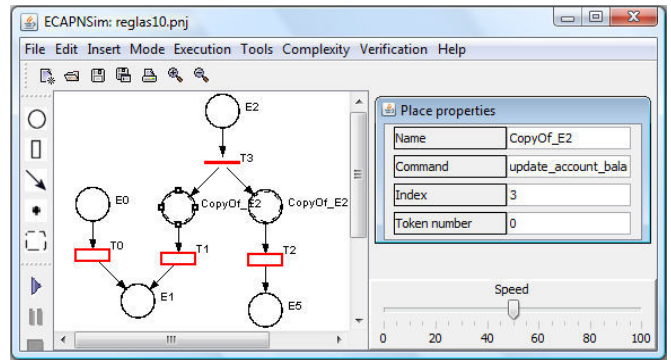 ECAPNSim: reglas10.pnj
File Edit Insert Mode Execution Tools Complexity Verification Help
E2
T3
E0
CopyOf_E2
CopyOf_E2
T0
T1
T2
E1
E5
Place properties
Name CopyOf_E2
Command update_account_bala
Index 3
Token number 0
Speed
0 20 40 60 80 100